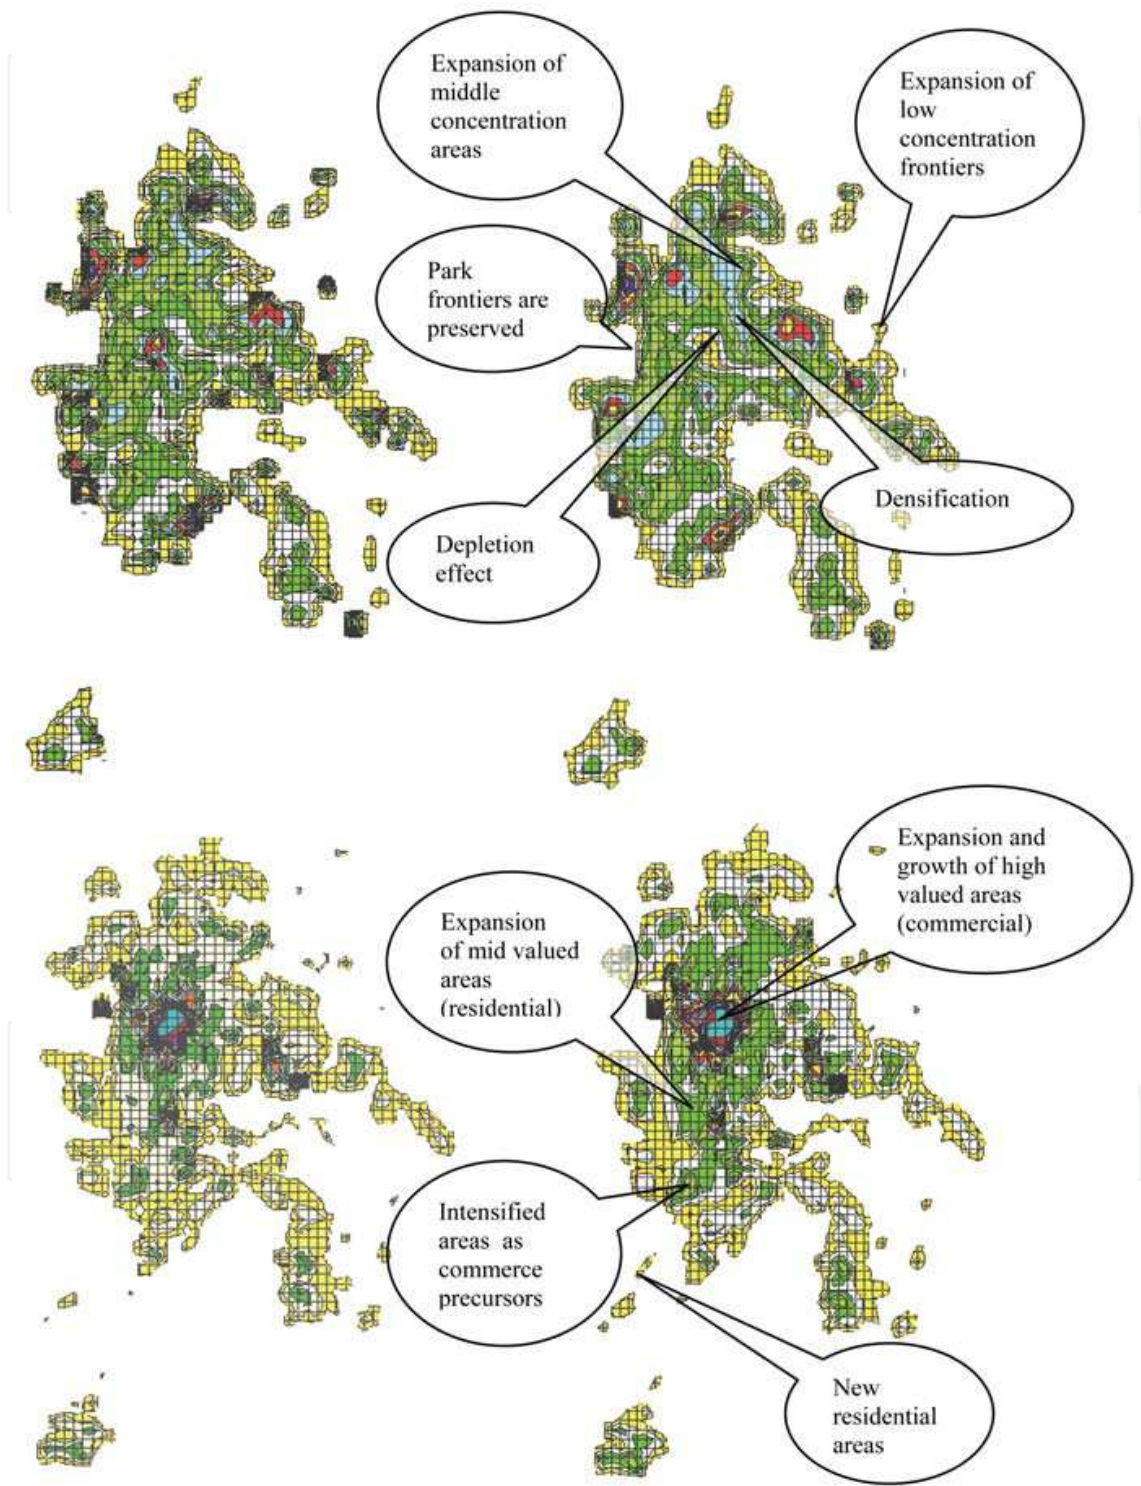 Expansion of
middle
concentration
areas
Expansion of
low
concentration
frontiers
Park
frontiers are
preserved
Densification
Depletion
effect
Expansion and
growth of high
valued areas
(commercial)
Expansion
of mid valued
areas
(residential)
Intensified
areas as
commerce
precursors
New
residential
areas